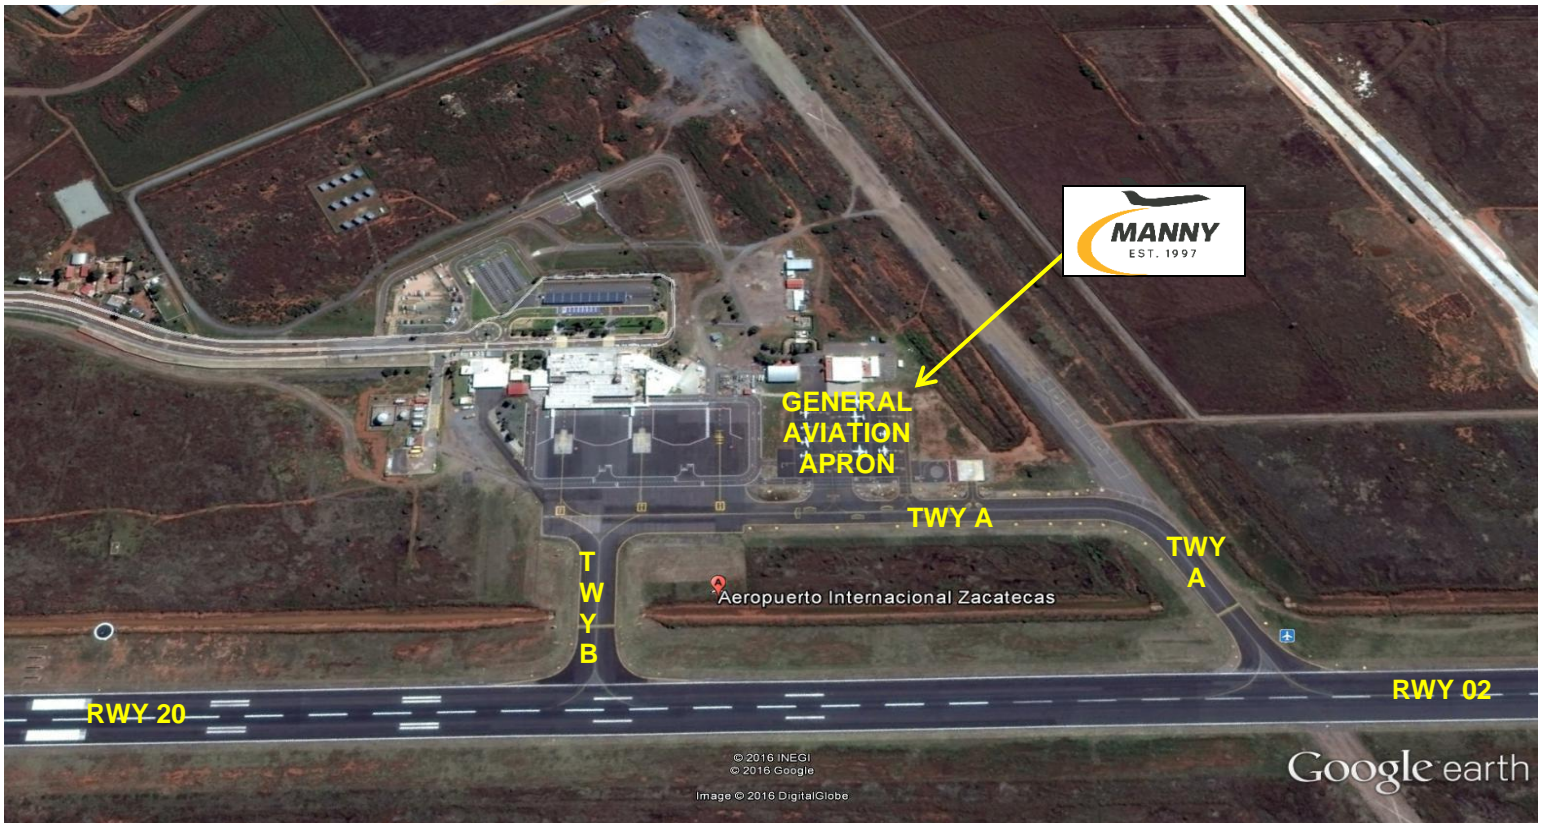 MANNY
EST. 1997
GENERAL
AVIATION
APRON
TWY A
TWY
A
T
W
Y
B
A
Aeropuerto Internacional Zacatecas
RWY 20
RWY 02
© 2016 INEGI
© 2016 Google
Image © 2016 DigitalGlobe
Google earth